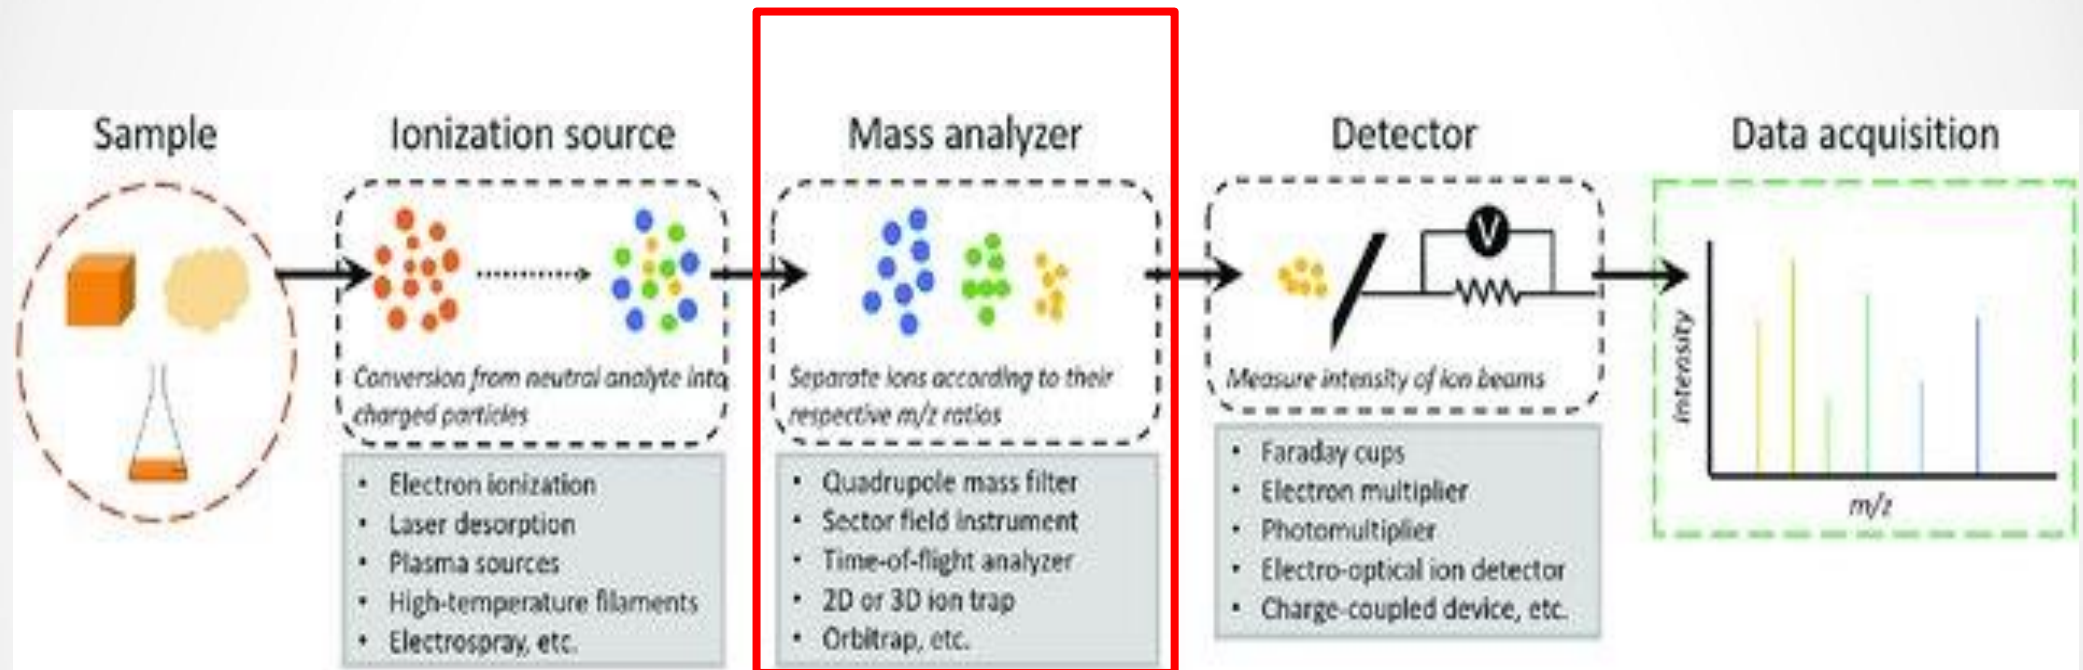 Sample
Ionization source
Mass analyzer
Detector
Data acquisition
Conversion from neutral analyte into
charged particles
Separate ions according to their
respective m/z ratios
V
Measure intensity of ion beams
Intensity
m/z
• Electron ionization
• Laser desorption
• Plasma sources
• High-temperature filaments
• Electrospray, etc.
• Quadrupole mass filter
• Sector field instrument
• Time-of-flight analyzer
• 2D or 3D ion trap
• Orbitrap, etc.
• Faraday cups
• Electron multiplier
• Photomultiplier
• Electro-optical ion detector
• Charge-coupled device, etc.